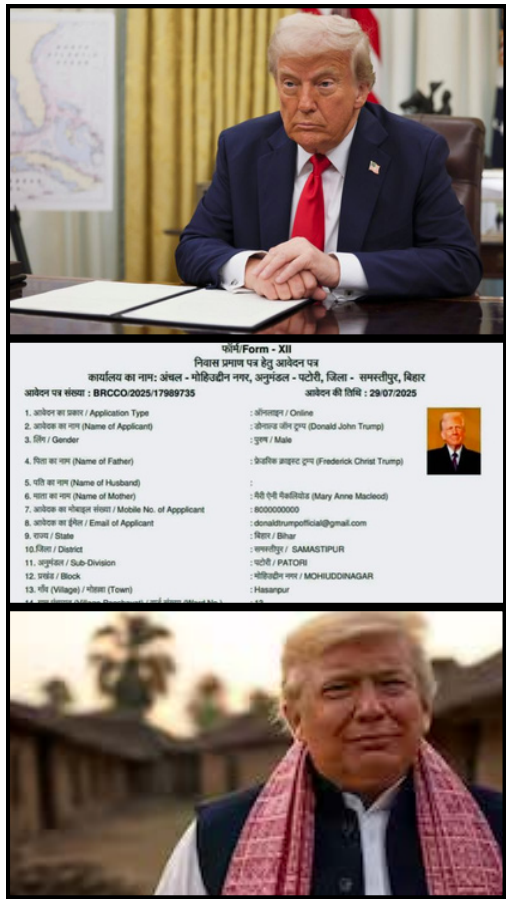 फॉर्म/Form - XII
निवास प्रमाण पत्र हेतु आवेदन पत्र
कार्यालय का नाम: अंचल - मोहिउद्दीन नगर, अनुमंडल - पटोरी, जिला - समस्तीपुर, बिहार
आवेदन पत्र संख्या : BRCCO/2025/17989735 आवेदन की तिथि : 29/07/2025
1. आवेदन का प्रकार / Application Type : ऑनलाइन / Online
2. आवेदक का नाम (Name of Applicant) : डोनाल्ड जॉन ट्रम्प (Donald John Trump)
3. लिंग / Gender : पुरुष / Male
4. पिता का नाम (Name of Father) : फ्रेडरिक क्राइस्ट ट्रम्प (Frederick Christ Trump)
5. पति का नाम (Name of Husband) :
6. माता का नाम (Name of Mother) : मैरी ऐनी मैकलियोड (Mary Anne Macleod)
7. आवेदक का मोबाइल संख्या / Mobile No. of Appplicant : 8000000000
8. आवेदक का ईमेल / Email of Applicant : donaldtrumpofficial@gmail.com
9. राज्य / State : बिहार / Bihar
10.जिला / District : समस्तीपुर / SAMASTIPUR
11. अनुमंडल / Sub-Division : पटोरी / PATORI
12. प्रखंड / Block : मोहिउद्दीन नगर / MOHIUDDINAGAR
13. गाँव (Village) / मोहल्ला (Town) : Hasanpur